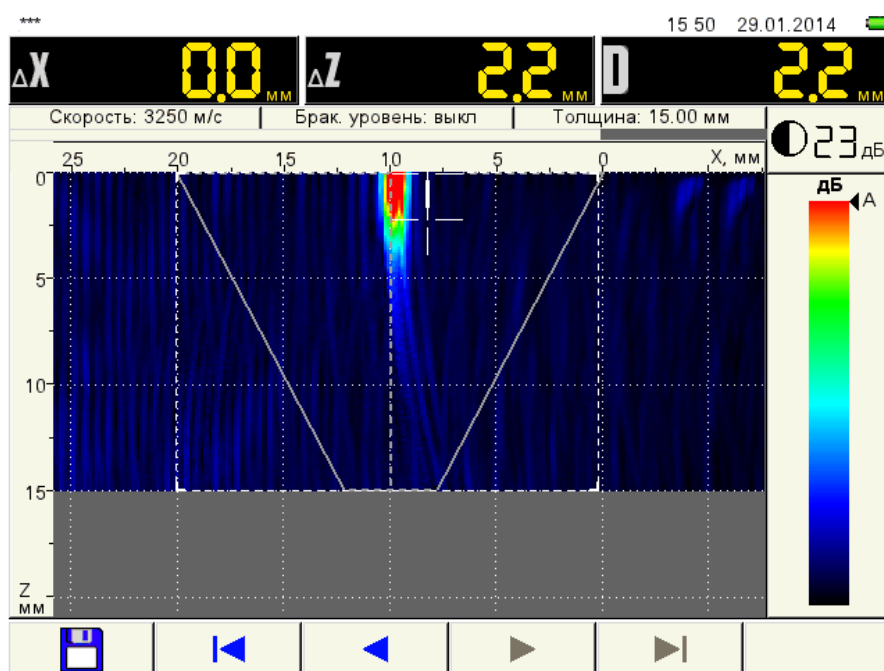 ***
15 50 29.01.2014
ΔX 0.0 мм
ΔZ 2.2 мм
D 2.2 мм
Скорость: 3250 м/с
Брак. уровень: выкл
Толщина: 15.00 мм
23 дБ
25 20 15 10 5 0 X, мм
дБ
A
0
5
10
15
Z
мм